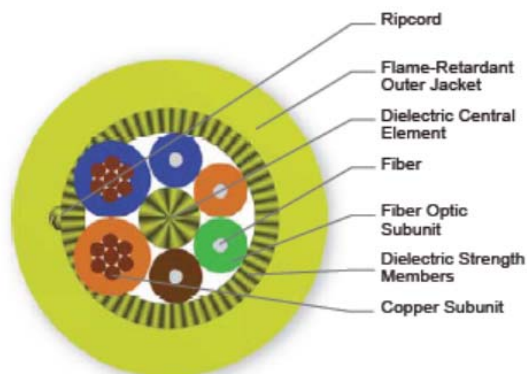 Ripcord
Flame-Retardant
Outer Jacket
Dielectric Central
Element
Fiber
Fiber Optic
Subunit
Dielectric Strength
Members
Copper Subunit